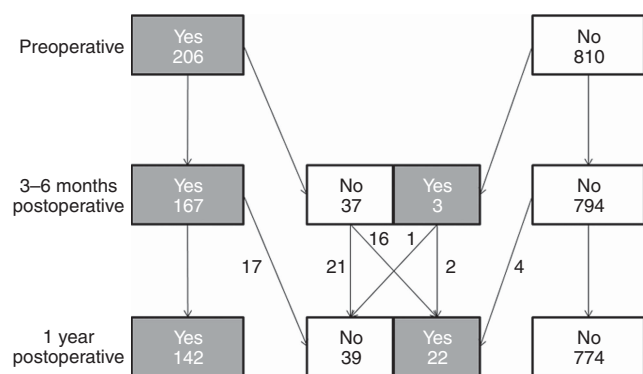 Preoperative
Yes
206
No
810
3–6 months
postoperative
Yes
167
No
37
Yes
3
No
794
17
21
16
1
2
4
1 year
postoperative
Yes
142
No
39
Yes
22
No
774